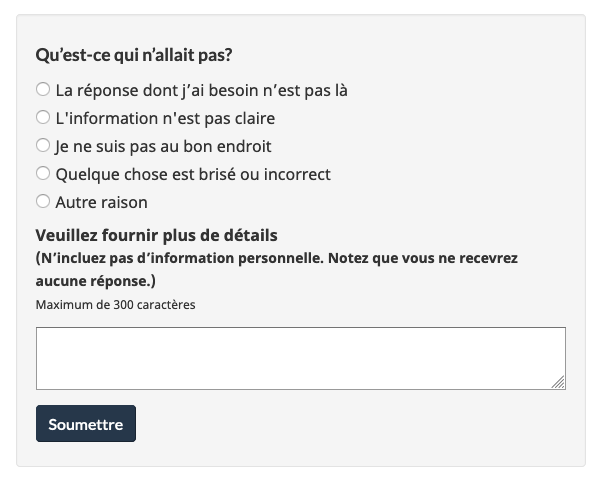 Qu’est-ce qui n’allait pas?
La réponse dont j’ai besoin n’est pas là
L'information n'est pas claire
Je ne suis pas au bon endroit
Quelque chose est brisé ou incorrect
Autre raison
Veuillez fournir plus de détails
(N’incluez pas d’information personnelle. Notez que vous ne recevrez
aucune réponse.)
Maximum de 300 caractères
Soumettre